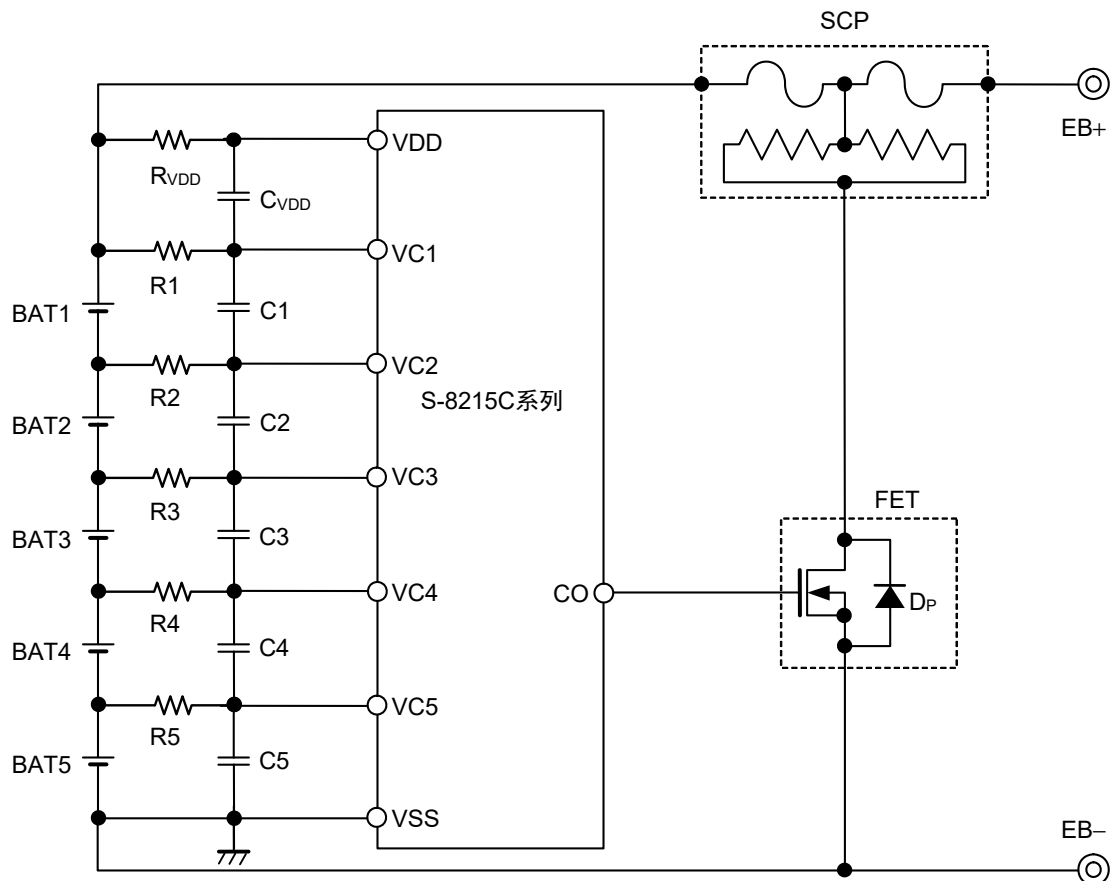 SCP
EB+
VDD
RVDD
CVDD
VC1
R1
BAT1
C1
VC2
R2
S-8215C系列
BAT2
C2
VC3
R3
FET
BAT3
C3
VC4
CO
DP
R4
BAT4
C4
VC5
R5
BAT5
C5
VSS
EB−